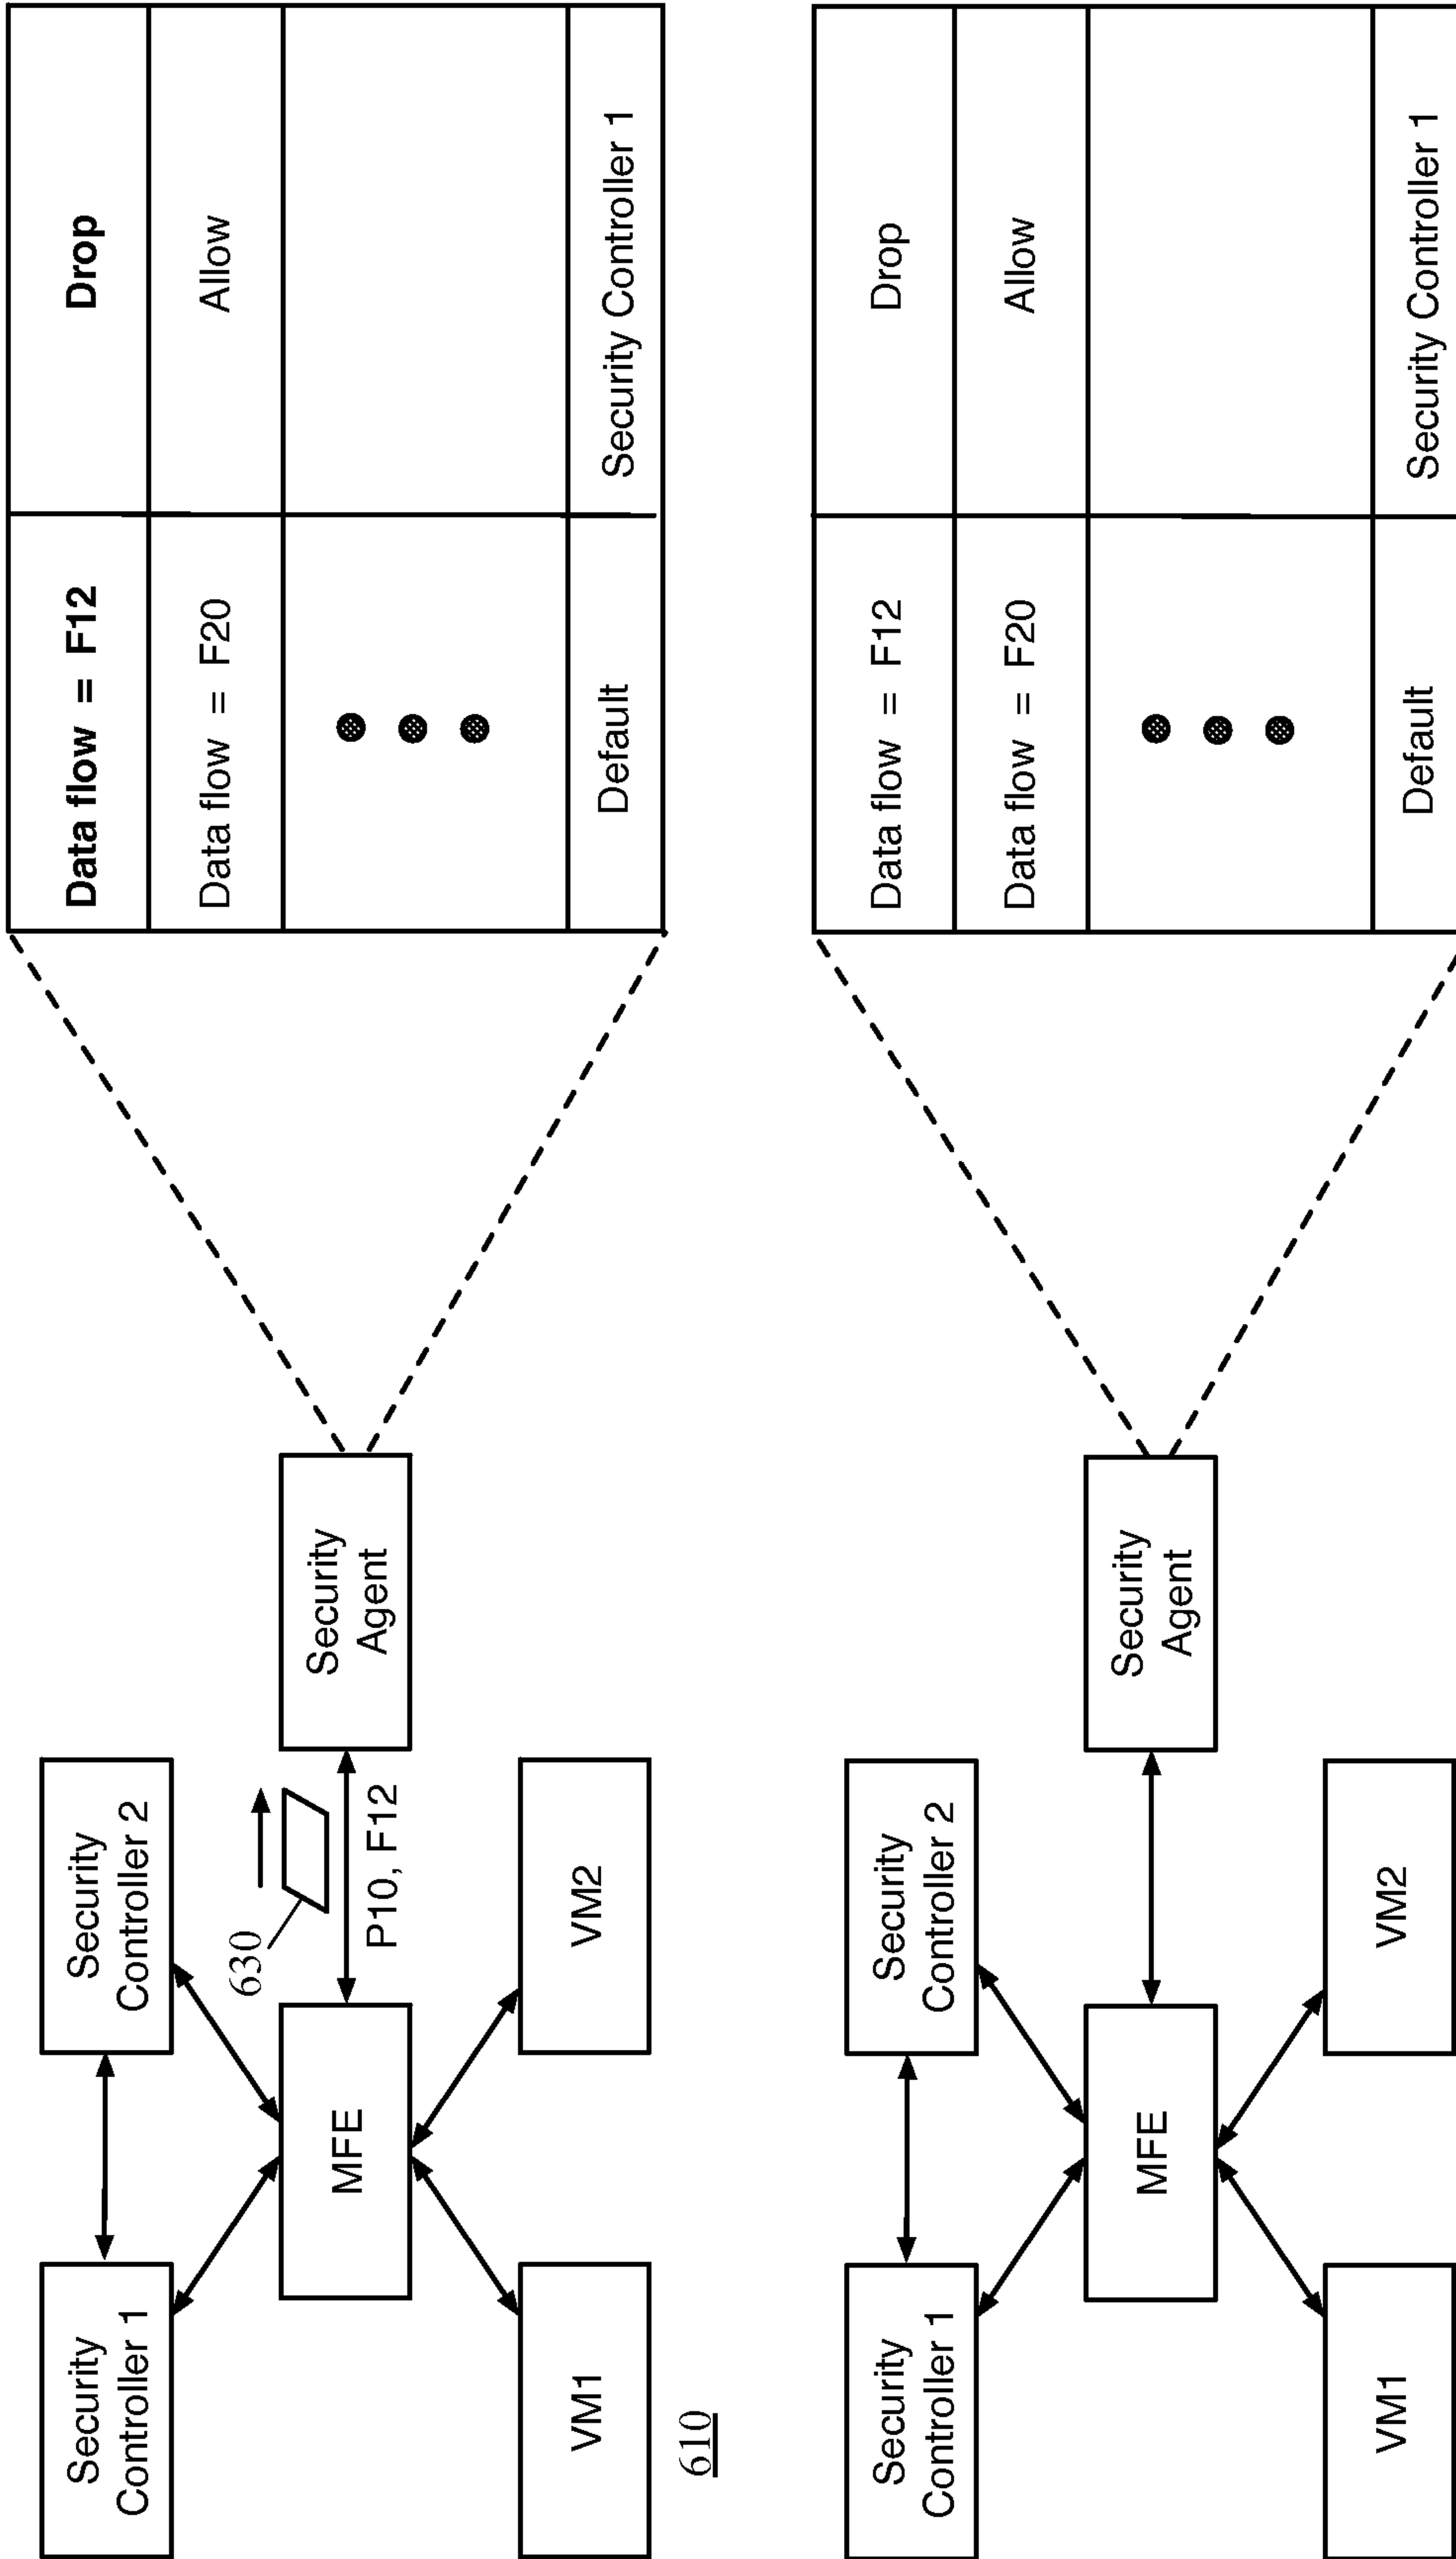 Security
Controller 1
Security
Controller 2
630
MFE
P10, F12
Security
Agent
VM1
VM2
Data flow = F12
Drop
Data flow = F20
Allow
Default
Security Controller 1
610
Security
Controller 1
Security
Controller 2
MFE
Security
Agent
VM1
VM2
Data flow = F12
Drop
Data flow = F20
Allow
Default
Security Controller 1